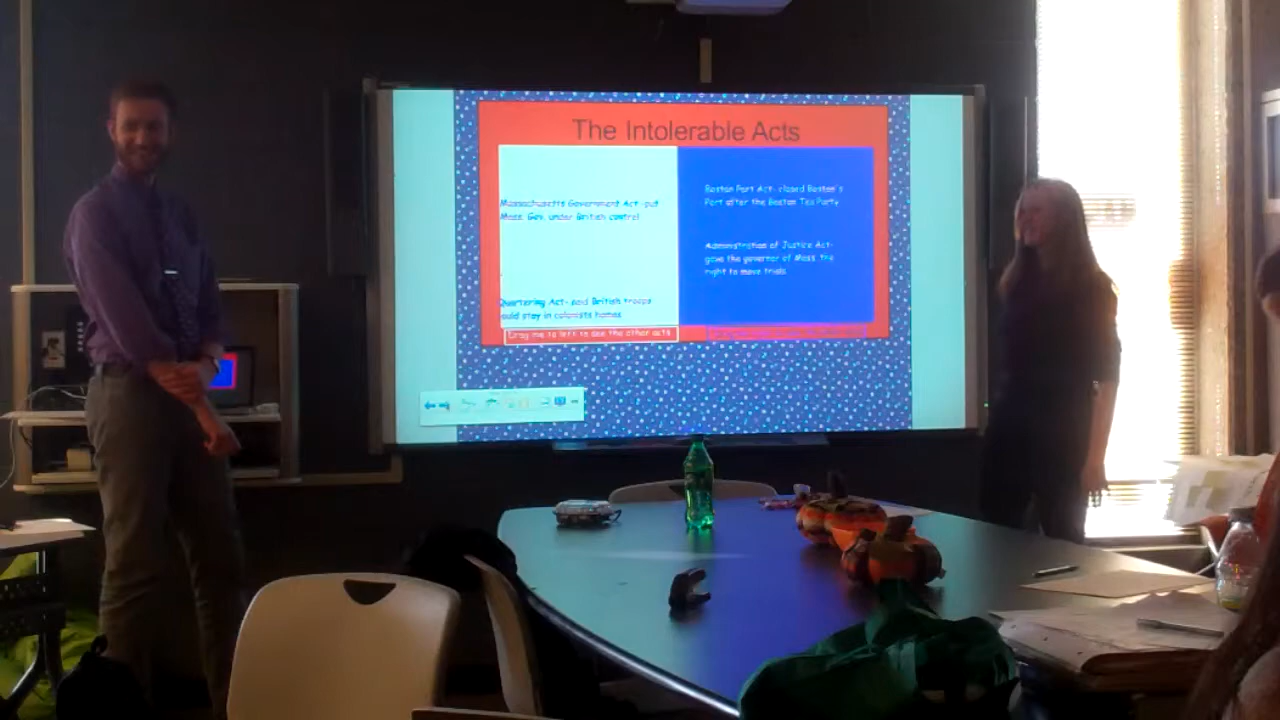 The Intolerable Acts
Massachusetts Government Act- put
Mass. Gov. under British control
Quartering Act- said British troops
ould stay in colonists homes
Drag me to left to see the other acts
Boston Port Act- closed Boston's
Port after the Boston Tea Party
Administration of Justice Act-
gave the governor of Mass. the
right to move trials